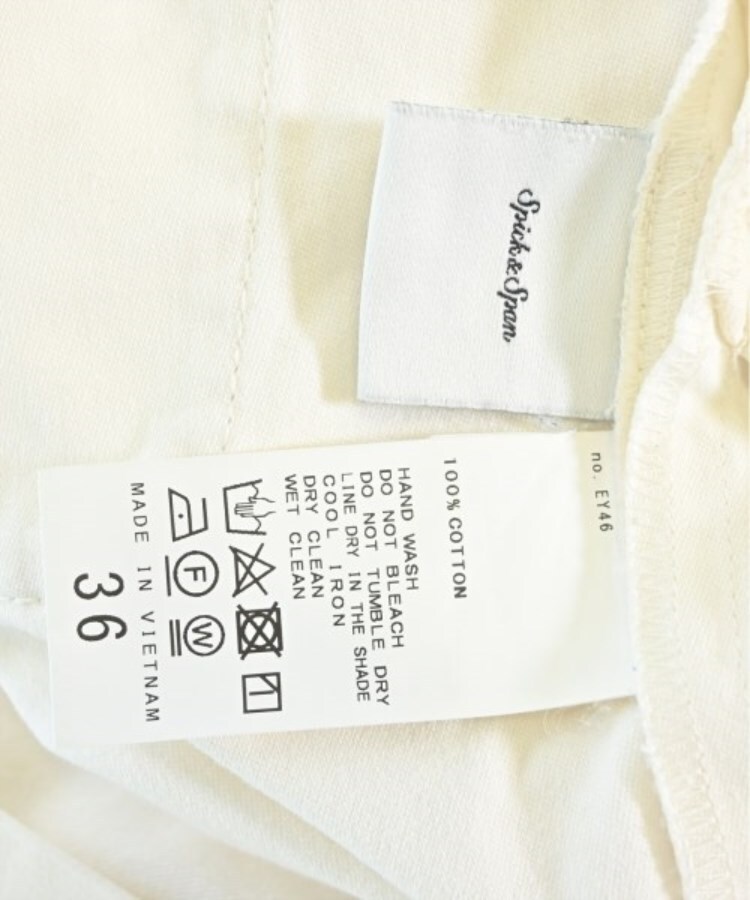 Spick & Span
no. EY46
100% COTTON
HAND WASH
DO NOT BLEACH
DO NOT TUMBLE DRY
LINE DRY IN THE SHADE
COOL IRON
DRY CLEAN
WET CLEAN
F W
MADE IN VIETNAM
36